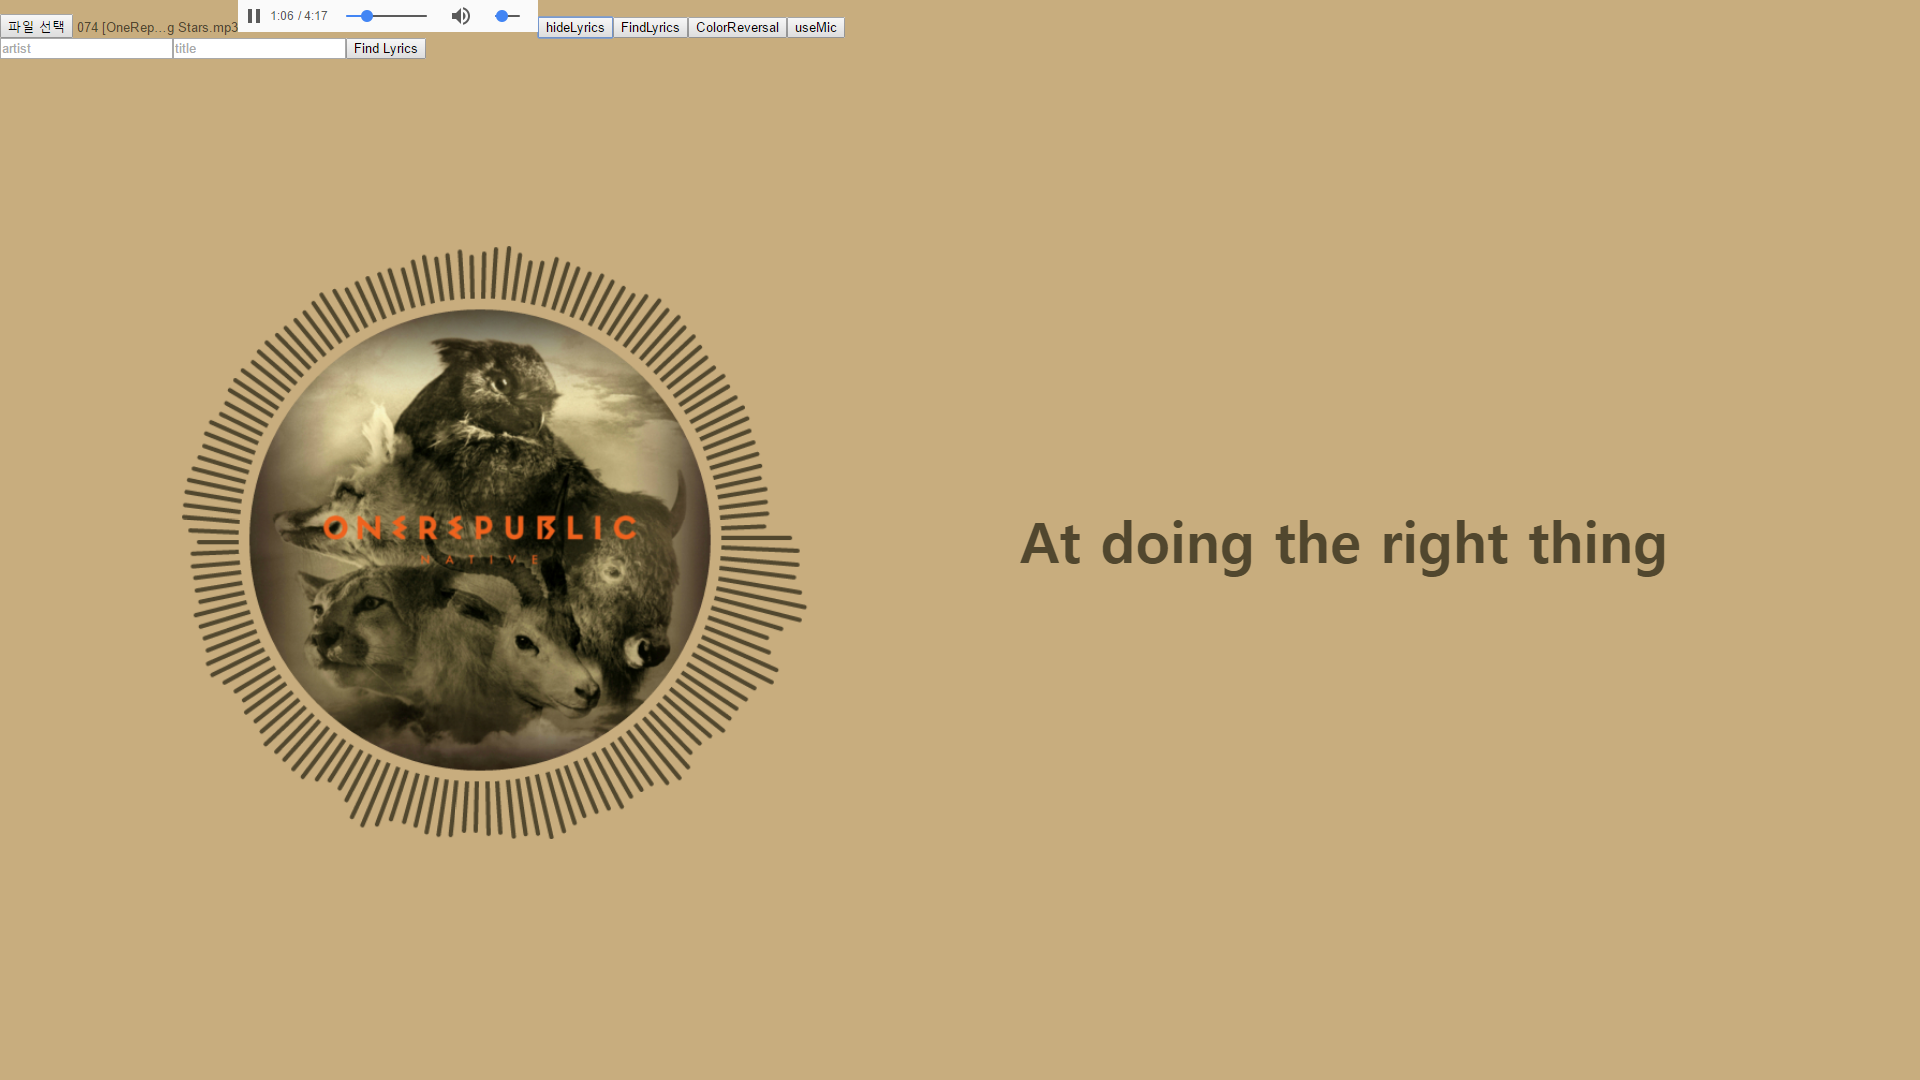 파일 선택 074 [OneRep...g Stars.mp3 1:06 / 4:17 hideLyrics FindLyrics ColorReversal useMic
artist title Find Lyrics
ONEREPUBLIC
NATIVE
At doing the right thing